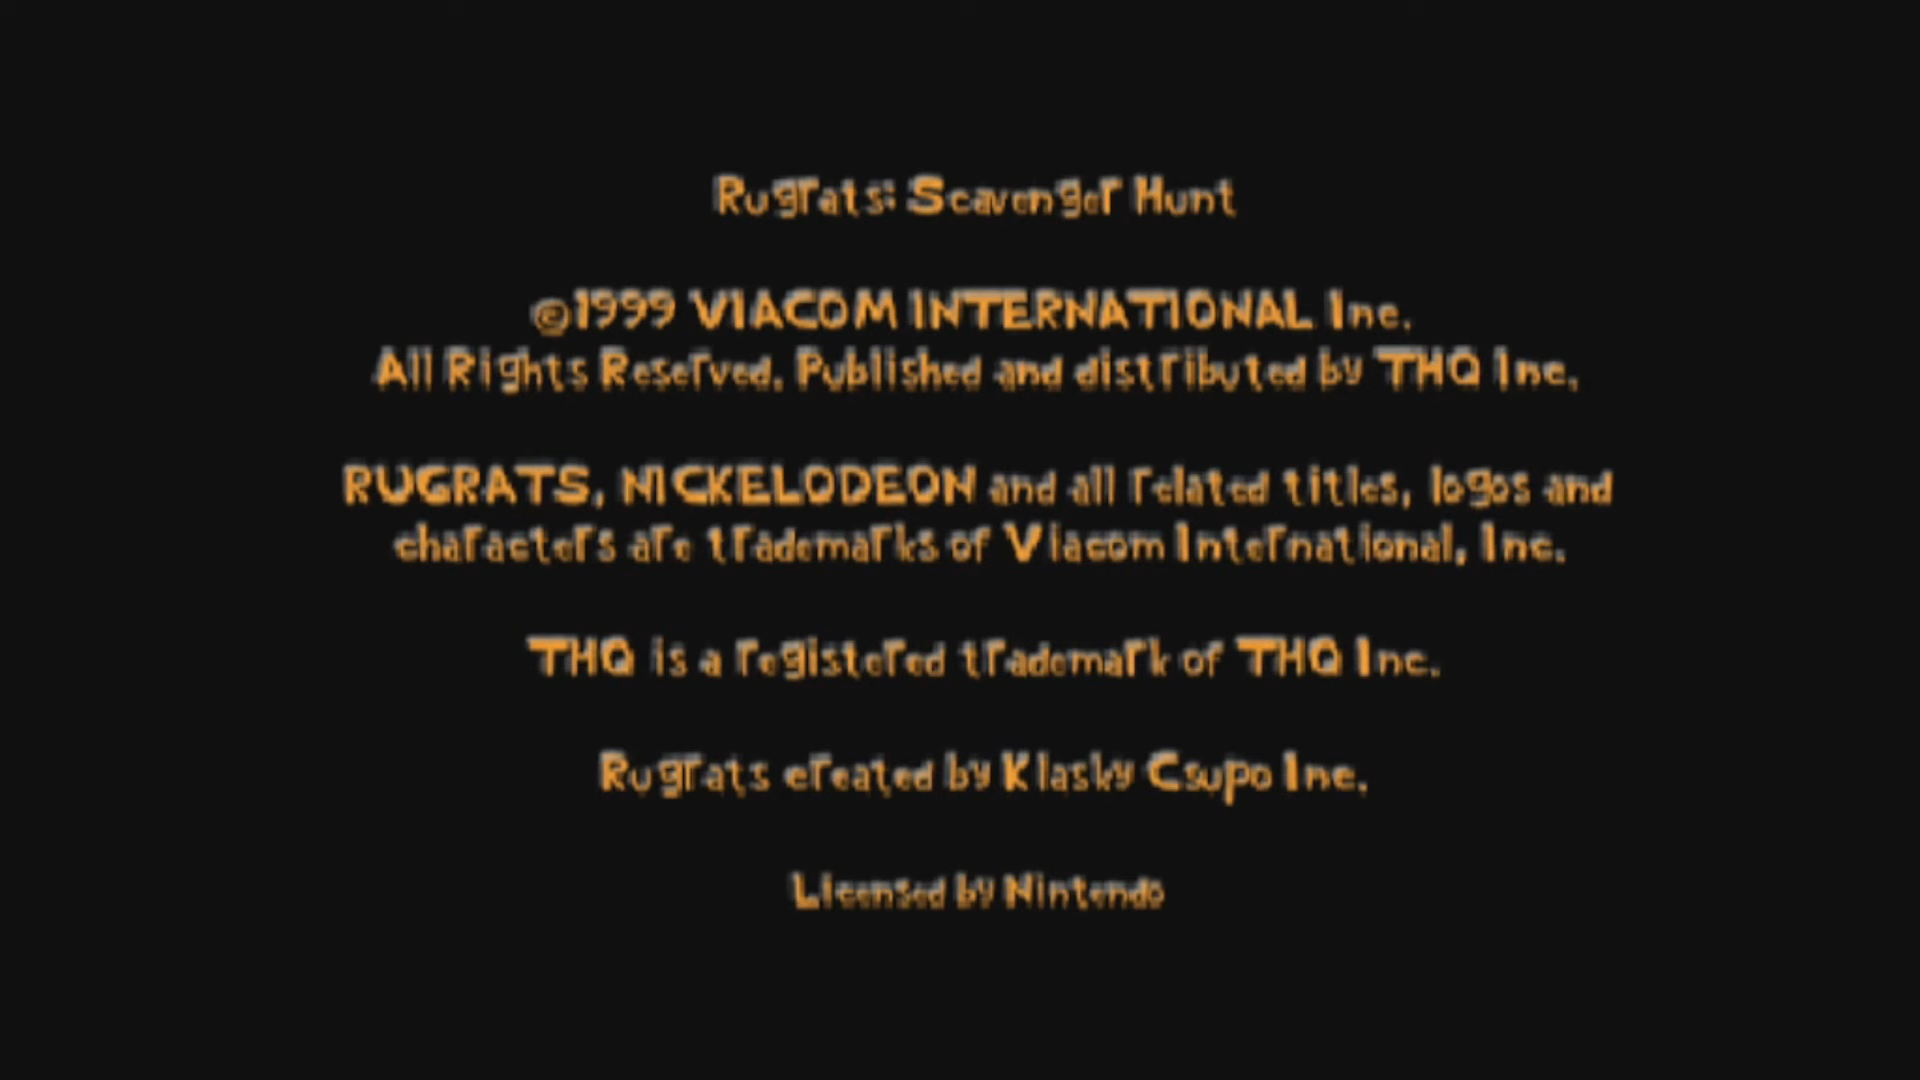 Rugrats: Scavenger Hunt
©1999 VIACOM INTERNATIONAL Inc.
All Rights Reserved. Published and distributed by THQ Inc.
RUGRATS, NICKELODEON and all related titles, logos and
characters are trademarks of Viacom International, Inc.
THQ is a registered trademark of THQ Inc.
Rugrats created by Klasky Csupo Inc.
Licensed by Nintendo